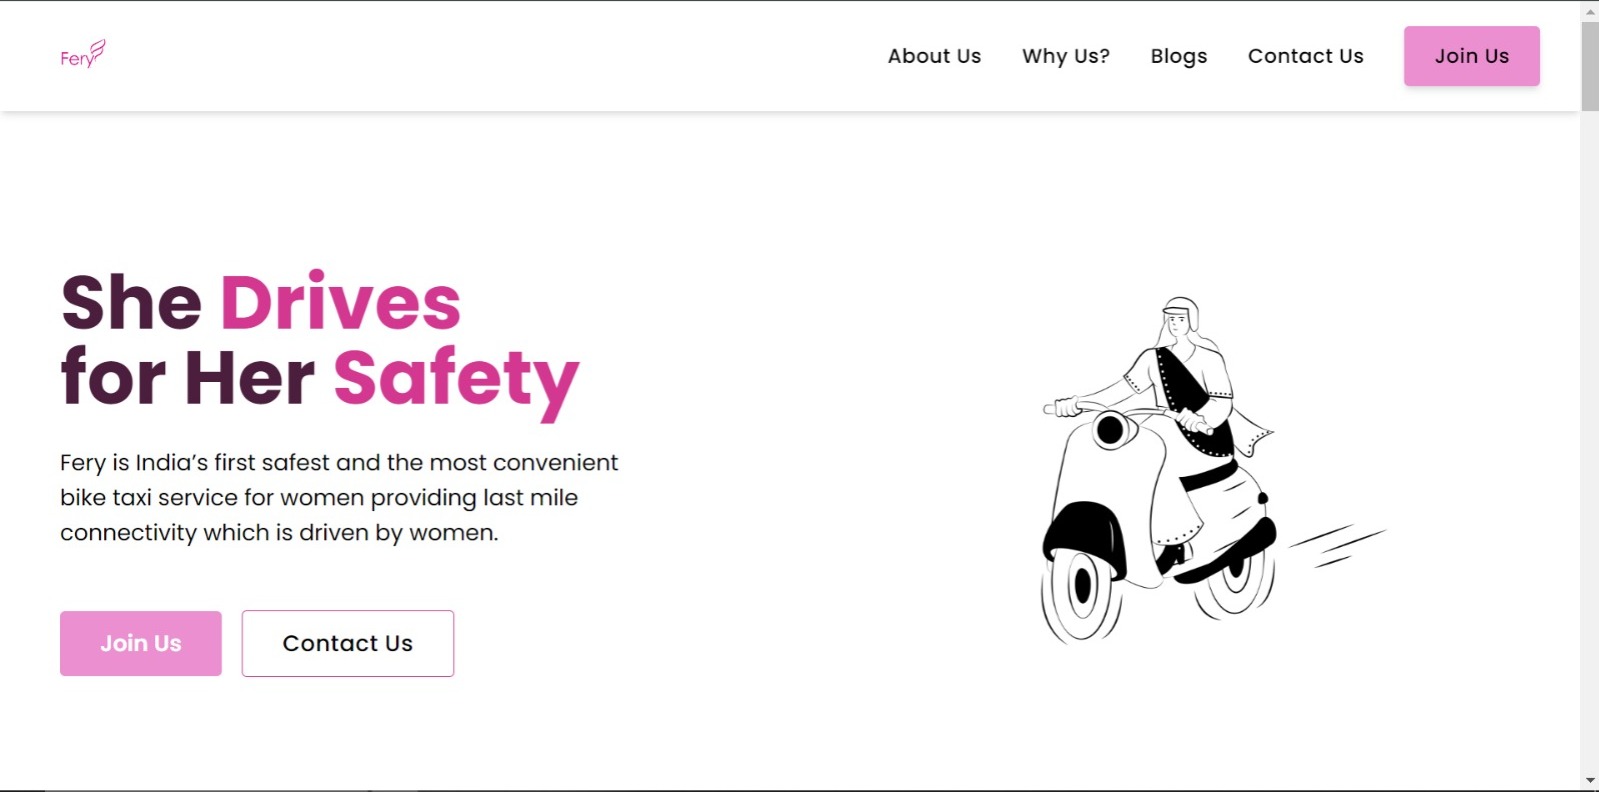 Fery
About Us
Why Us?
Blogs
Contact Us
Join Us
She Drives
for Her Safety
Fery is India’s first safest and the most convenient
bike taxi service for women providing last mile
connectivity which is driven by women.
Join Us
Contact Us